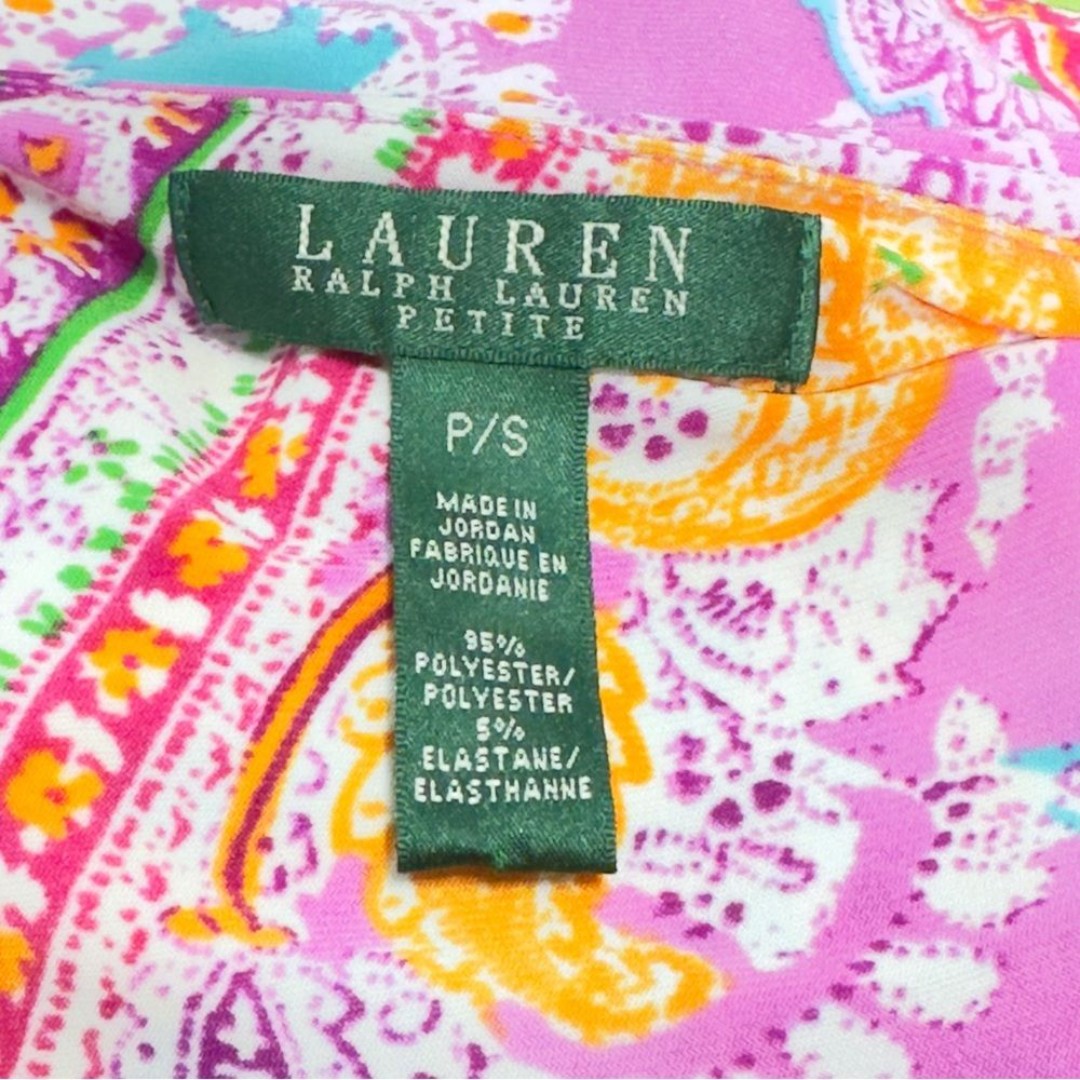 LAUREN
RALPH LAUREN
PETITE
P/S
MADE IN
JORDAN
FABRIQUE EN
JORDANIE
95%
POLYESTER/
POLYESTER
5%
ELASTANE/
ELASTHANNE